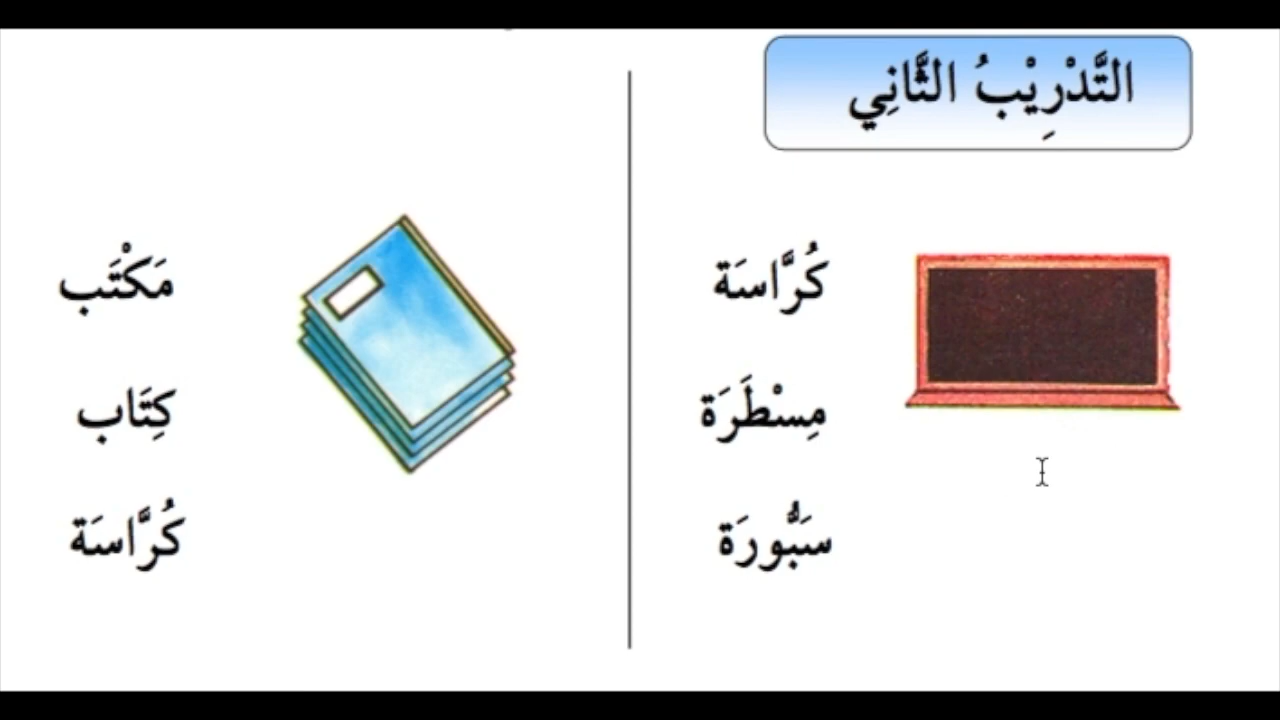 التَّدْرِيْبُ الثَّانِي
كُرَّاسَة
مِسْطَرَة
سَبُّورَة
مَكْتَب
كِتَاب
كُرَّاسَة